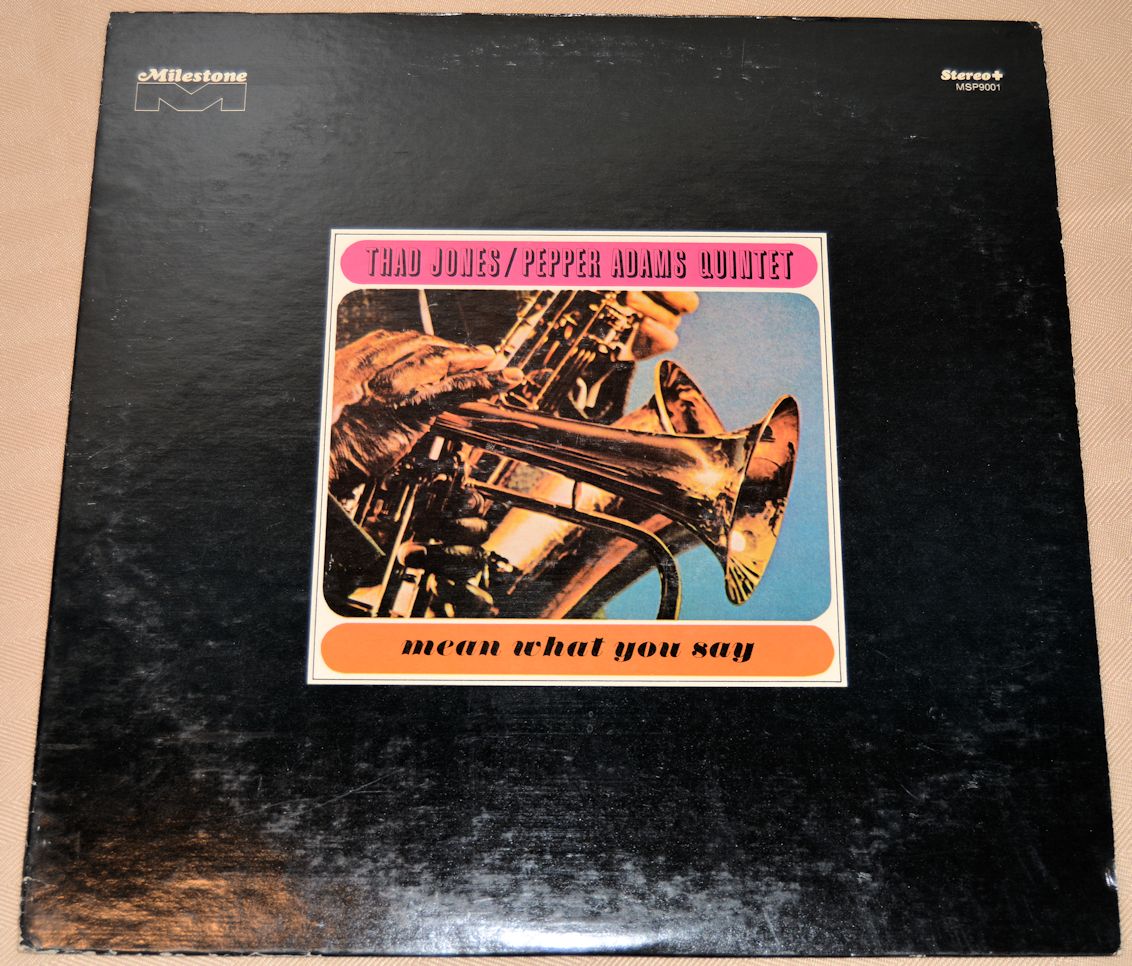 Milestone
Stereo+
MSP9001
THAD JONES/PEPPER ADAMS QUINTET
mean what you say